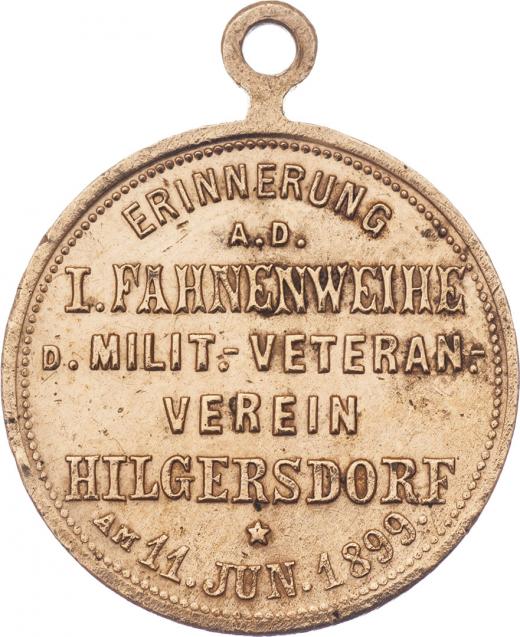 ERINNERUNG
A.D.
I. FAHNENWEIHE
D. MILIT.- VETERAN.-
VEREIN
HILGERSDORF
AM 11. JUN. 1899.